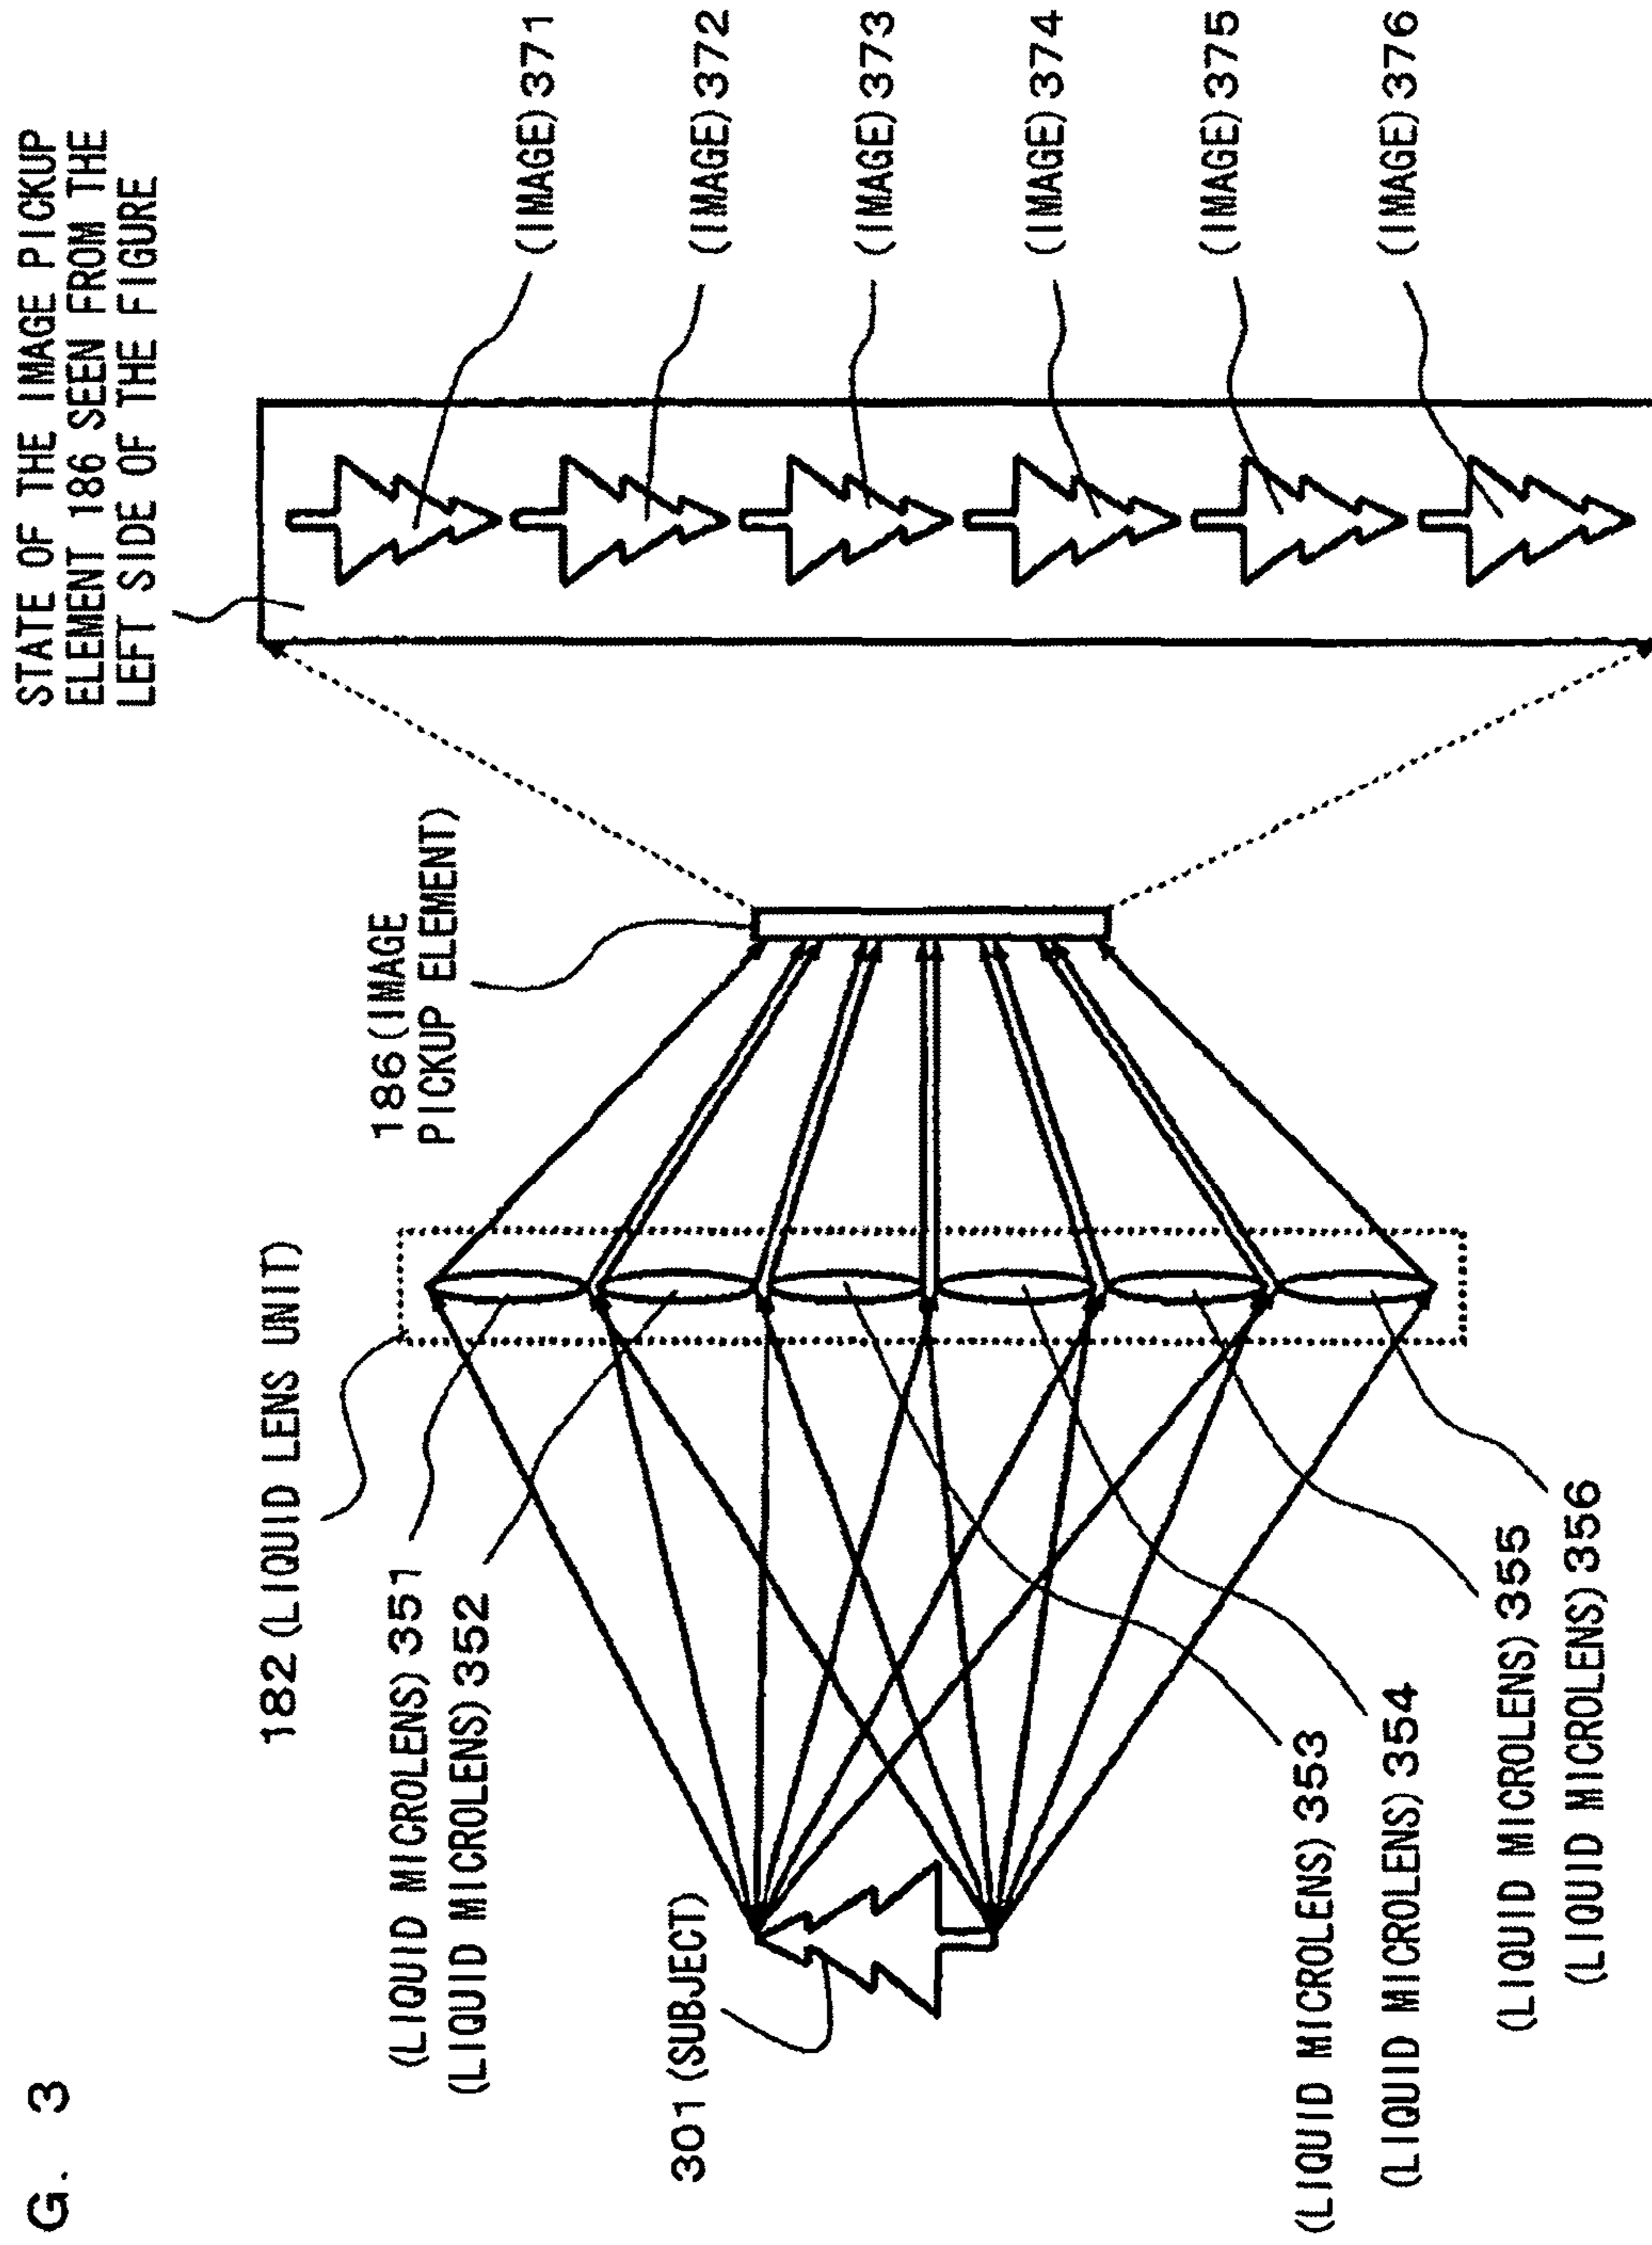 G. 3
STATE OF THE IMAGE PICKUP
ELEMENT 186 SEEN FROM THE
LEFT SIDE OF THE FIGURE
182 (LIQUID LENS UNIT)
186 (IMAGE
PICKUP ELEMENT)
(LIQUID MICROLENS) 351
(LIQUID MICROLENS) 352
301 (SUBJECT)
(LIQUID MICROLENS) 353
(LIQUID MICROLENS) 354
(LIQUID MICROLENS) 355
(LIQUID MICROLENS) 356
(IMAGE) 371
(IMAGE) 372
(IMAGE) 373
(IMAGE) 374
(IMAGE) 375
(IMAGE) 376